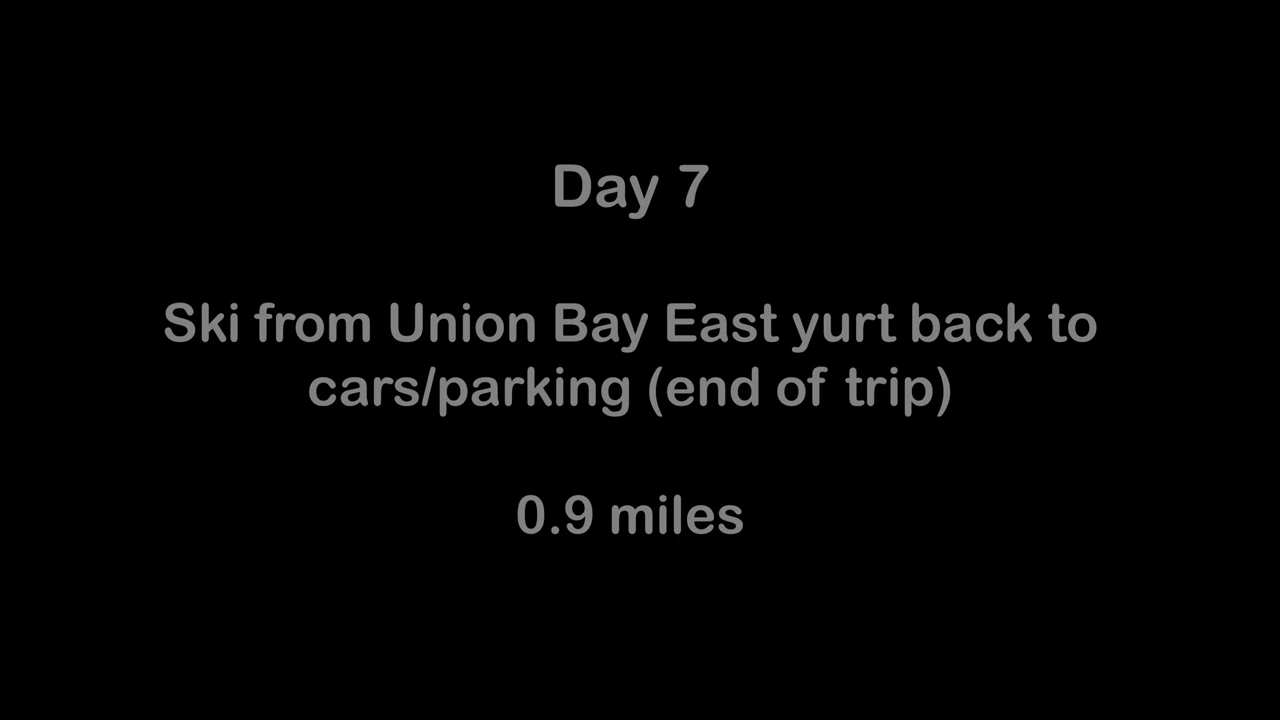 Day 7
Ski from Union Bay East yurt back to
cars/parking (end of trip)
0.9 miles